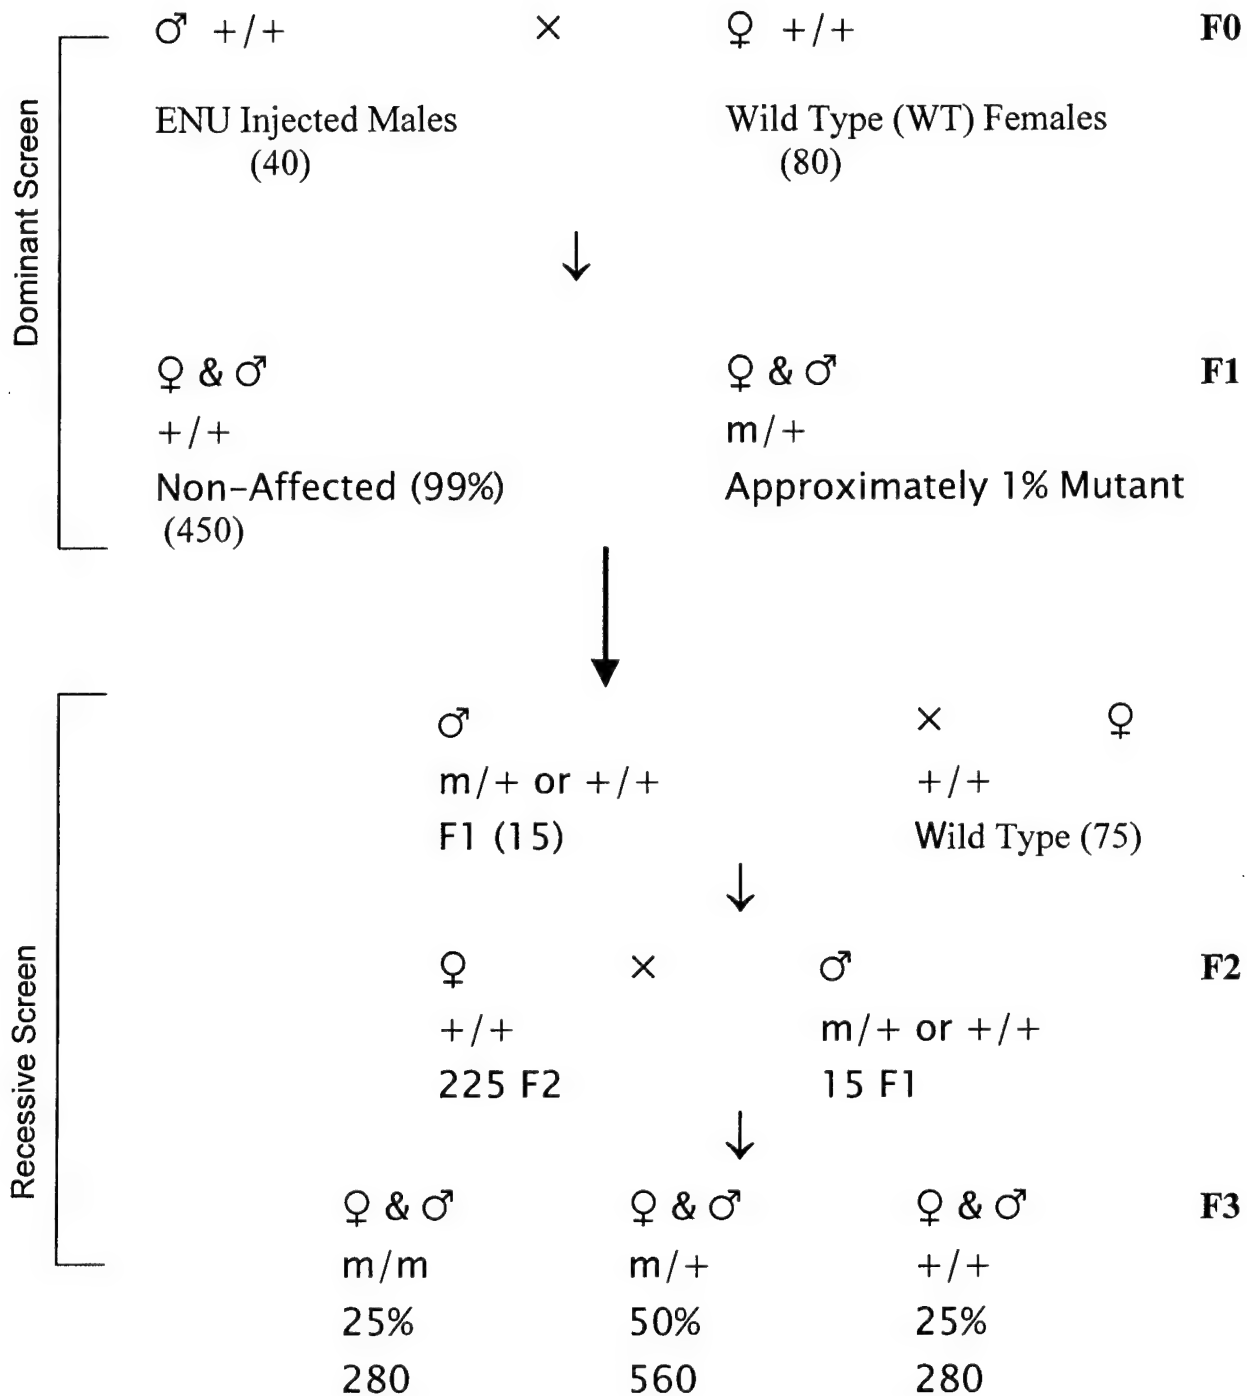 ♂ +/+ × ♀ +/+ F0
ENU Injected Males Wild Type (WT) Females
(40) (80)
Dominant Screen
↓
♀ & ♂ ♀ & ♂ F1
+/+ m/+
Non-Affected (99%) Approximately 1% Mutant
(450)
Recessive Screen
♂ × ♀
m/+ or +/+ +/+
F1 (15) Wild Type (75)
↓
♀ × ♂ F2
+/+ m/+ or +/+
225 F2 15 F1
↓
♀ & ♂ ♀ & ♂ ♀ & ♂ F3
m/m m/+ +/+
25% 50% 25%
280 560 280